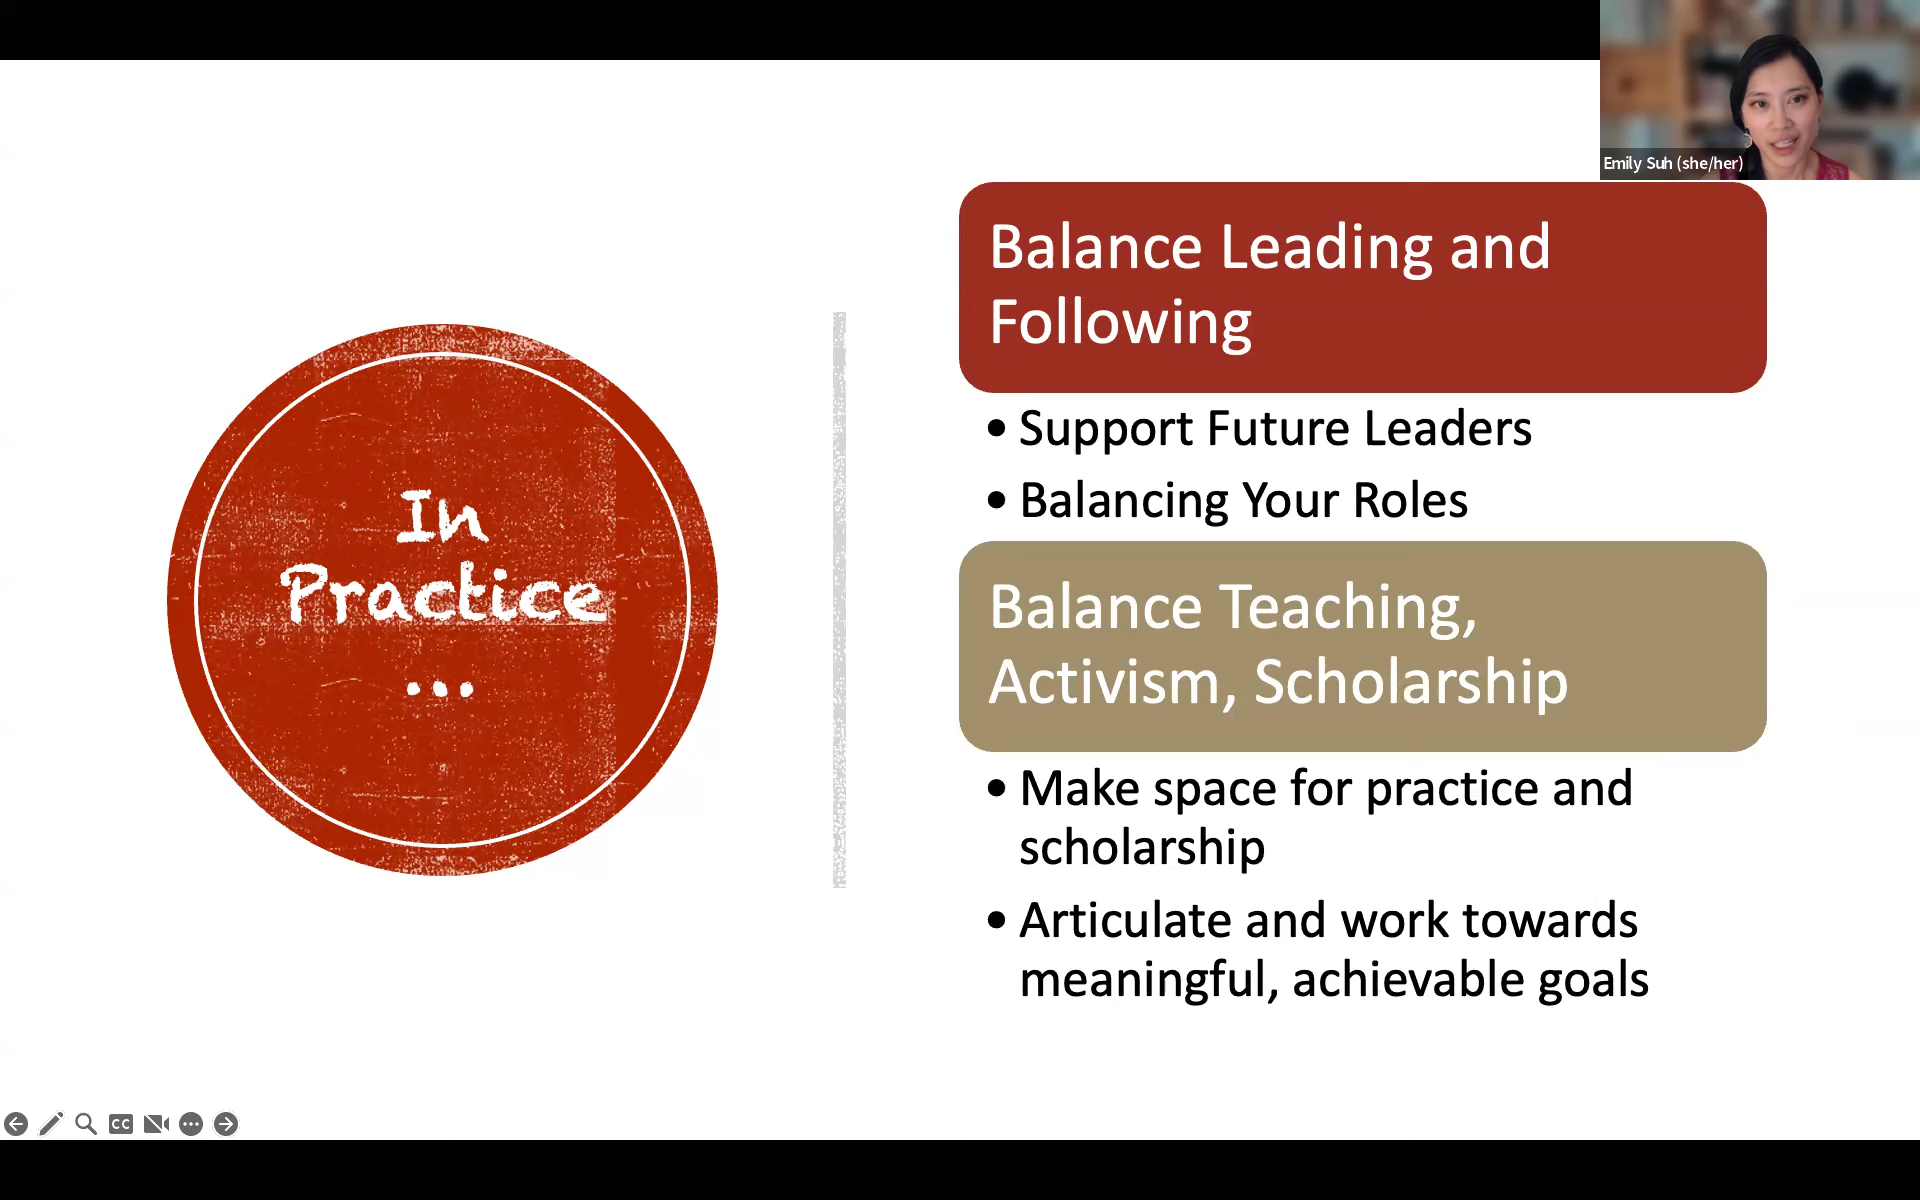 Emily Suh (she/her)
In
Practice
...
Balance Leading and
Following
• Support Future Leaders
• Balancing Your Roles
Balance Teaching,
Activism, Scholarship
• Make space for practice and
scholarship
• Articulate and work towards
meaningful, achievable goals
CC